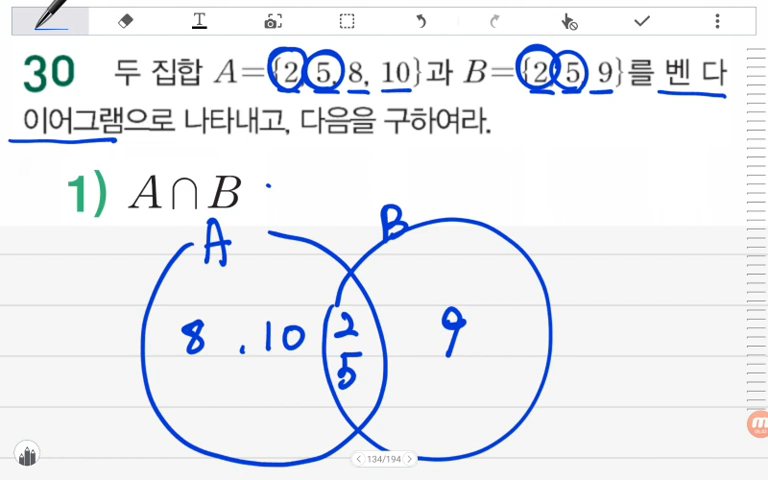 T
30 두 집합 A={2, 5, 8, 10}과 B={2, 5, 9}를 벤 다
이어그램으로 나타내고, 다음을 구하여라.
1) A∩B
A B
8 . 10 2 9
5
134/194